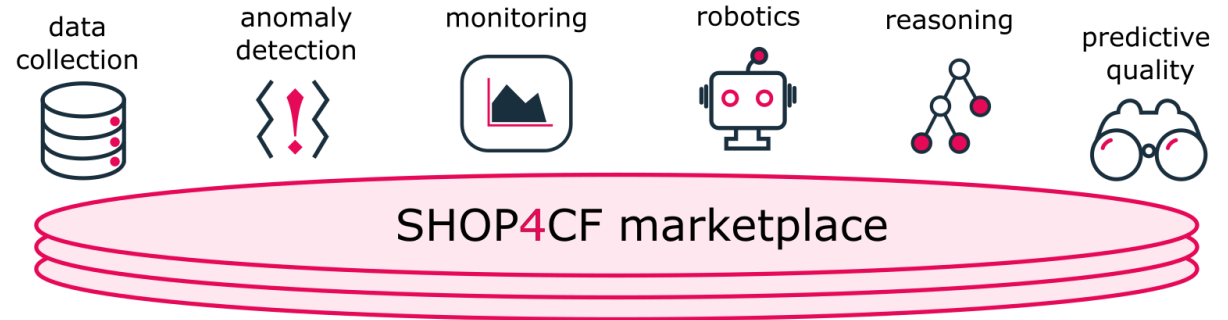 data
collection
anomaly
detection
monitoring
robotics
reasoning
predictive
quality
SHOP4CF marketplace